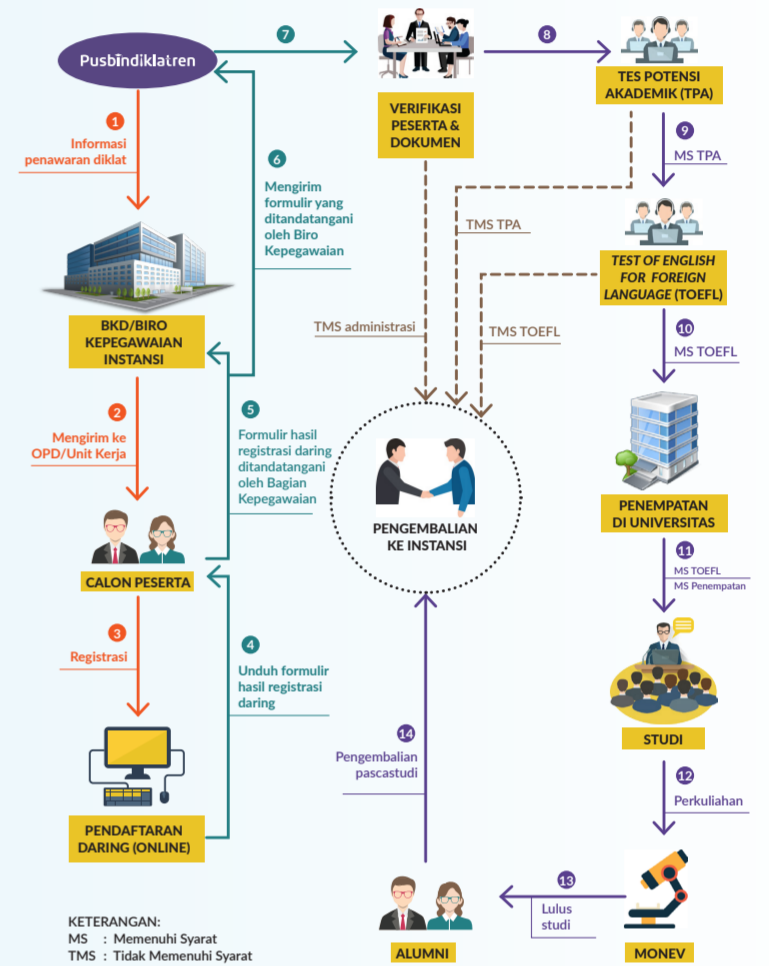 Pusbindiklatren
1
Informasi
penawaran diklat
BKD/BIRO
KEPEGAWAIAN
INSTANSI
2
Mengirim ke
OPD/Unit Kerja
CALON PESERTA
3
Registrasi
PENDAFTARAN
DARING (ONLINE)
4
Unduh formulir
hasil registrasi
daring
5
Formulir hasil
registrasi daring
ditandatangani
oleh Bagian
Kepegawaian
6
Mengirim
formulir yang
ditandatangani
oleh Biro
Kepegawaian
7
VERIFIKASI
PESERTA &
DOKUMEN
TMS administrasi
8
TES POTENSI
AKADEMIK (TPA)
TMS TPA
9
MS TPA
TEST OF ENGLISH
FOR FOREIGN
LANGUAGE (TOEFL)
TMS TOEFL
10
MS TOEFL
PENEMPATAN
DI UNIVERSITAS
11
MS TOEFL
MS Penempatan
STUDI
12
Perkuliahan
MONEV
13
Lulus
studi
ALUMNI
14
Pengembalian
pascastudi
PENGEMBALIAN
KE INSTANSI
KETERANGAN:
MS : Memenuhi Syarat
TMS : Tidak Memenuhi Syarat